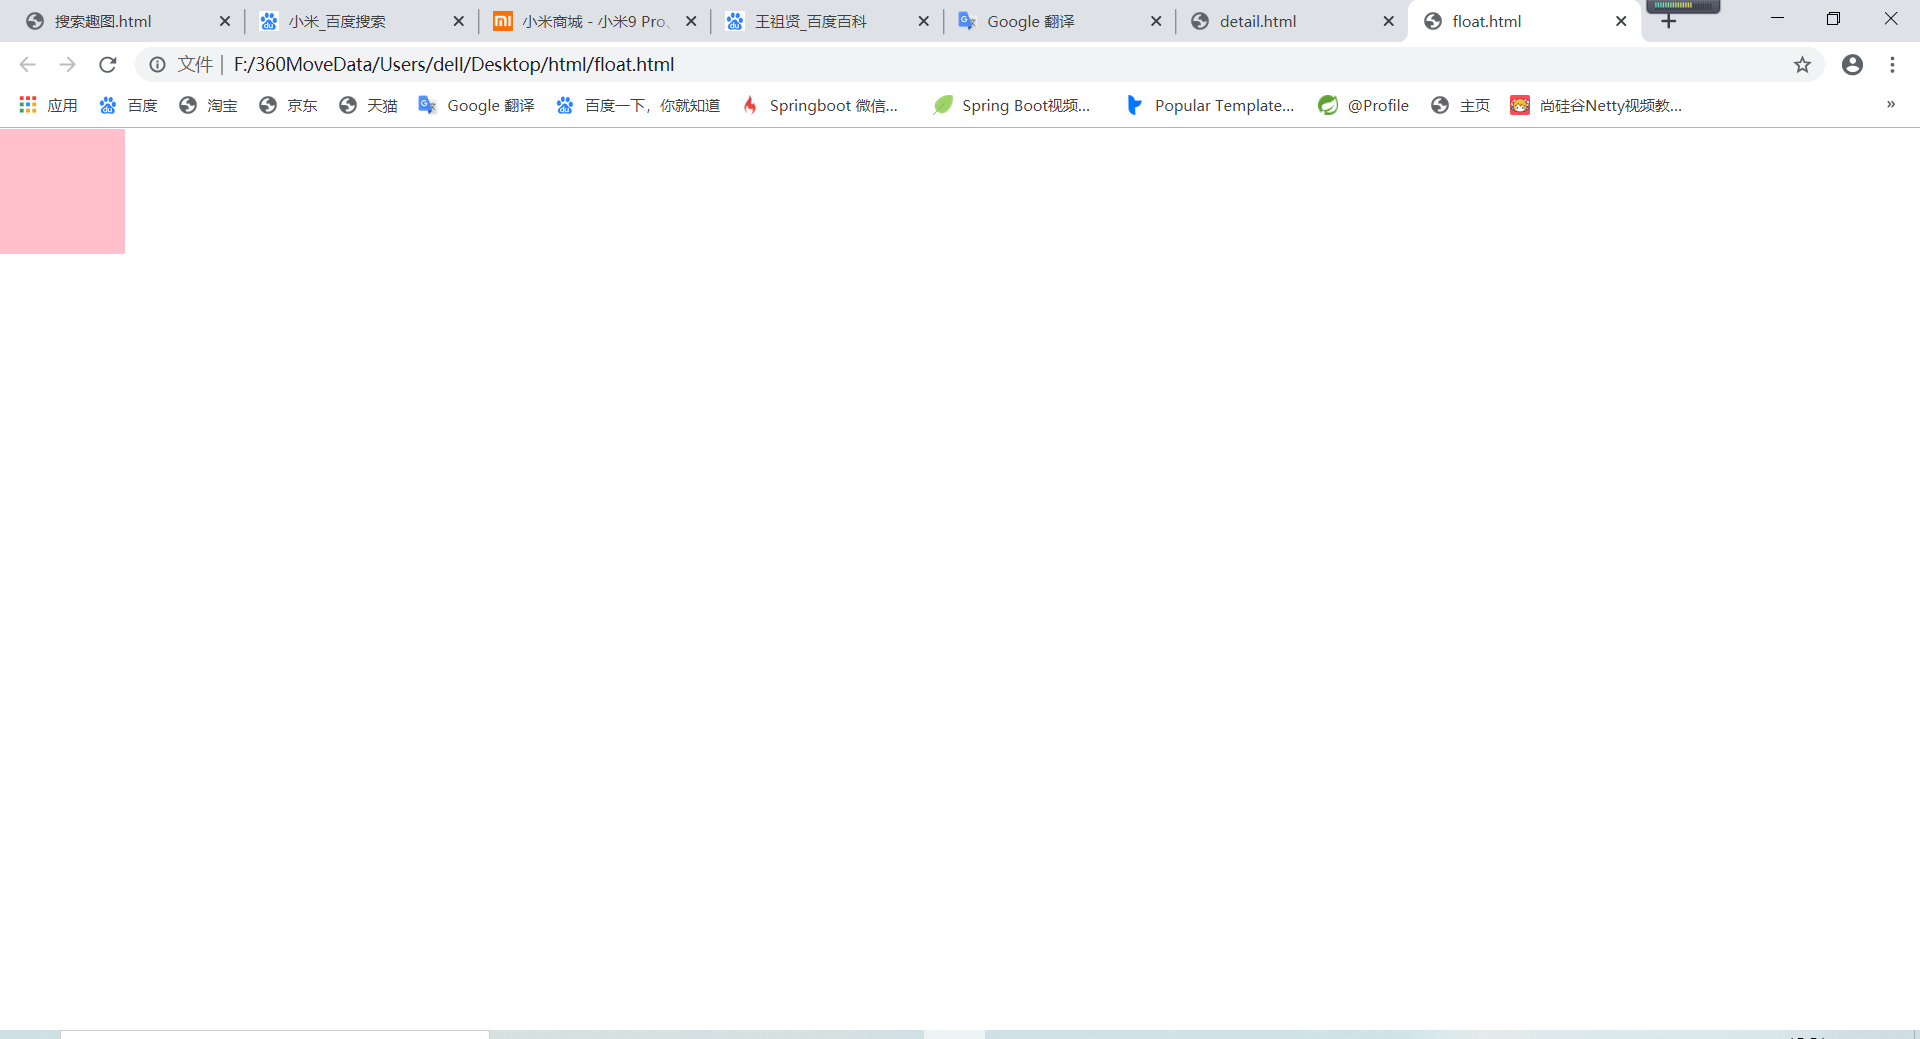 搜索趣图.html
小米_百度搜索
小米商城 - 小米9 Pro、
王祖贤_百度百科
Google 翻译
detail.html
float.html
文件 | F:/360MoveData/Users/dell/Desktop/html/float.html
应用
百度
淘宝
京东
天猫
Google 翻译
百度一下，你就知道
Springboot 微信...
Spring Boot视频...
Popular Template...
@Profile
主页
尚硅谷Netty视频教...
»